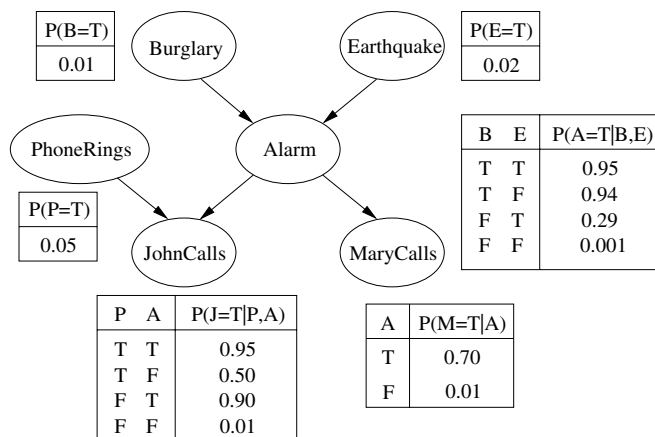 P(B=T)
0.01
Burglary
Earthquake
P(E=T)
0.02
PhoneRings
Alarm
P(P=T)
0.05
B E P(A=T|B,E)
T T 0.95
T F 0.94
F T 0.29
F F 0.001
JohnCalls
MaryCalls
P A P(J=T|P,A)
T T 0.95
T F 0.50
F T 0.90
F F 0.01
A P(M=T|A)
T 0.70
F 0.01